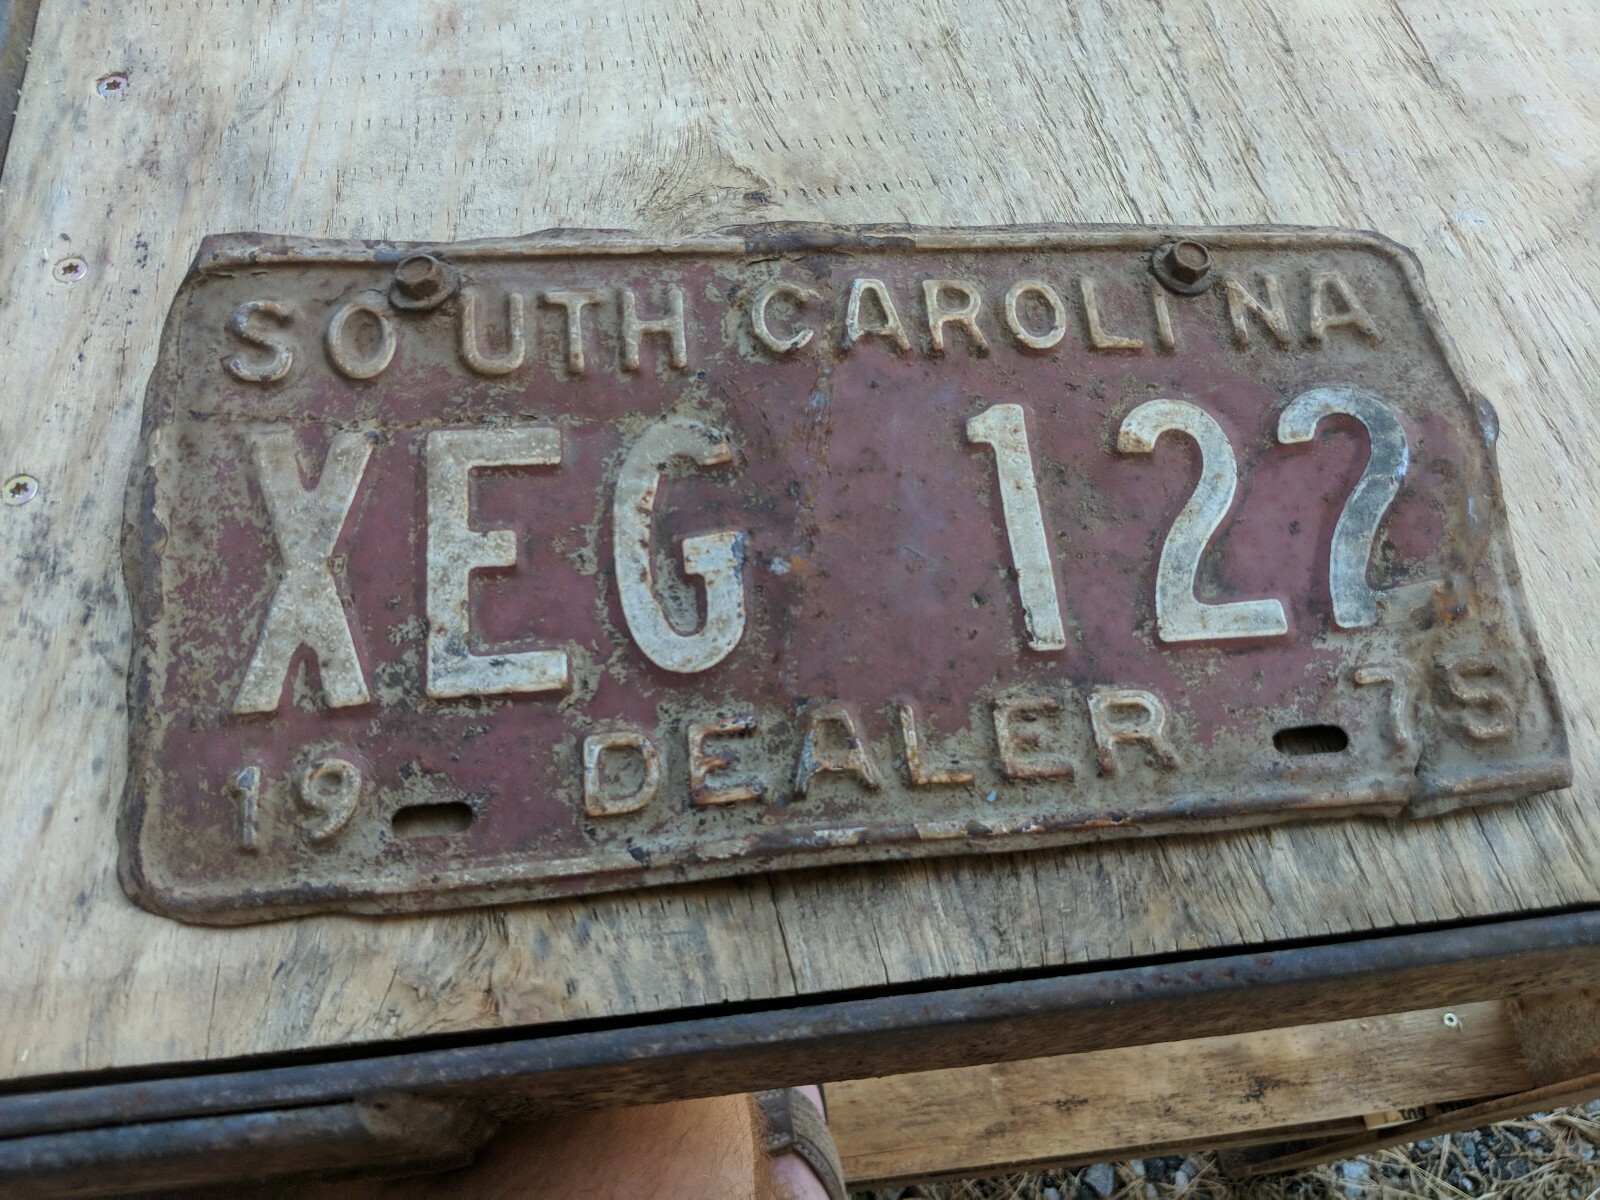 SOUTH CAROLINA
XEG 122
19 DEALER 75